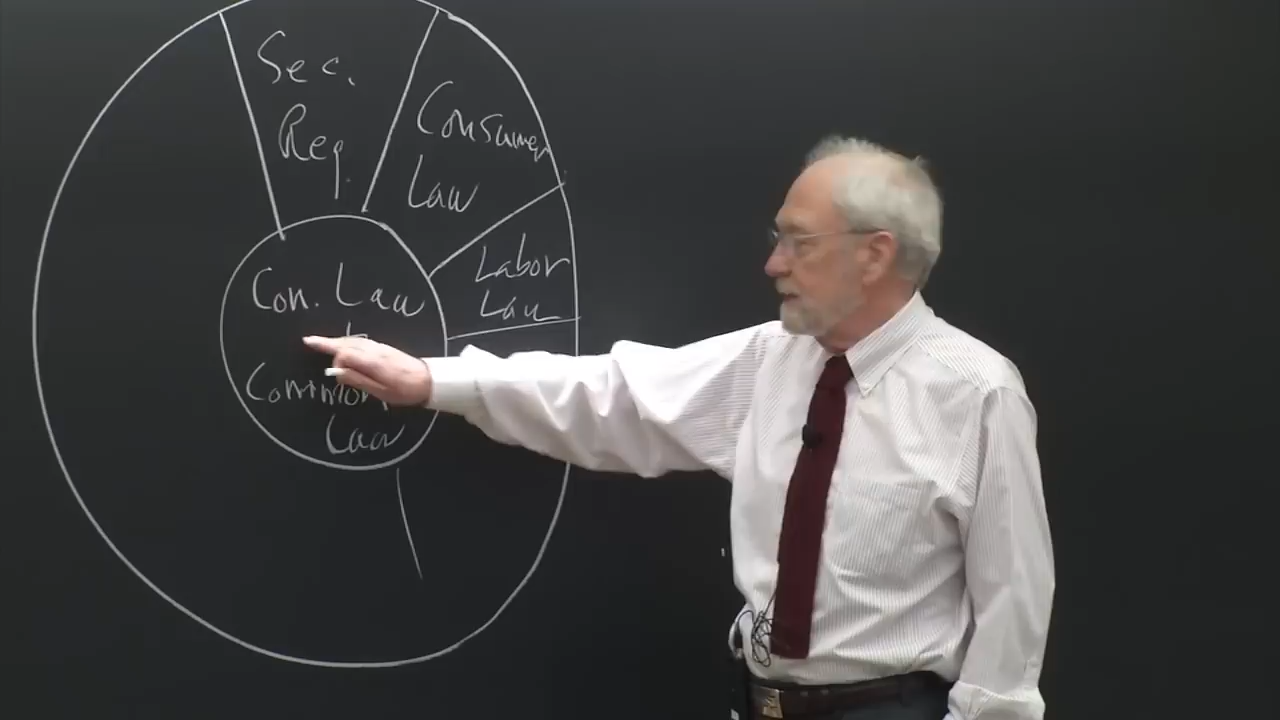 Sec.
Reg.
Consumer
Law
Labor
Law
Con. Law
+
Common
Law